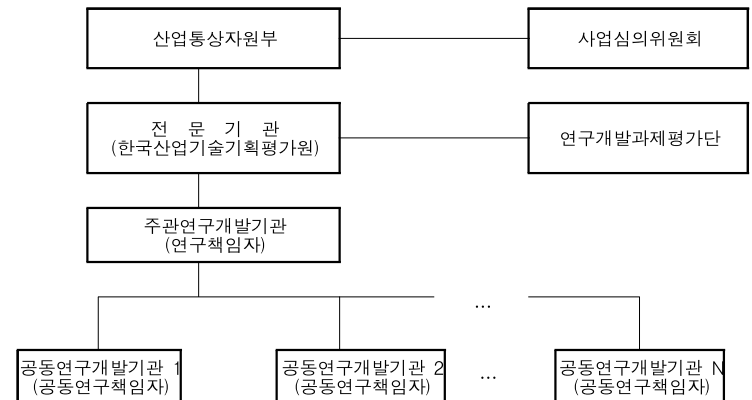 산업통상자원부
사업심의위원회
전 문 기 관
(한국산업기술기획평가원)
연구개발과제평가단
주관연구개발기관
(연구책임자)
...
공동연구개발기관 1
(공동연구책임자)
공동연구개발기관 2
(공동연구책임자)
...
공동연구개발기관 N
(공동연구책임자)